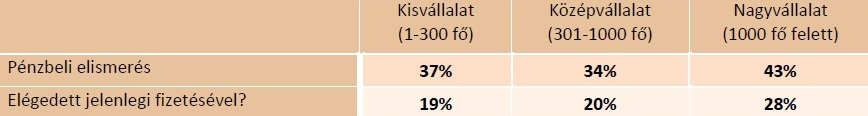 Kisvállalat Középvállalat Nagyvállalat
(1-300 fő) (301-1000 fő) (1000 fő felett)
Pénzbeli elismerés 37% 34% 43%
Elégedett jelenlegi fizetésével? 19% 20% 28%